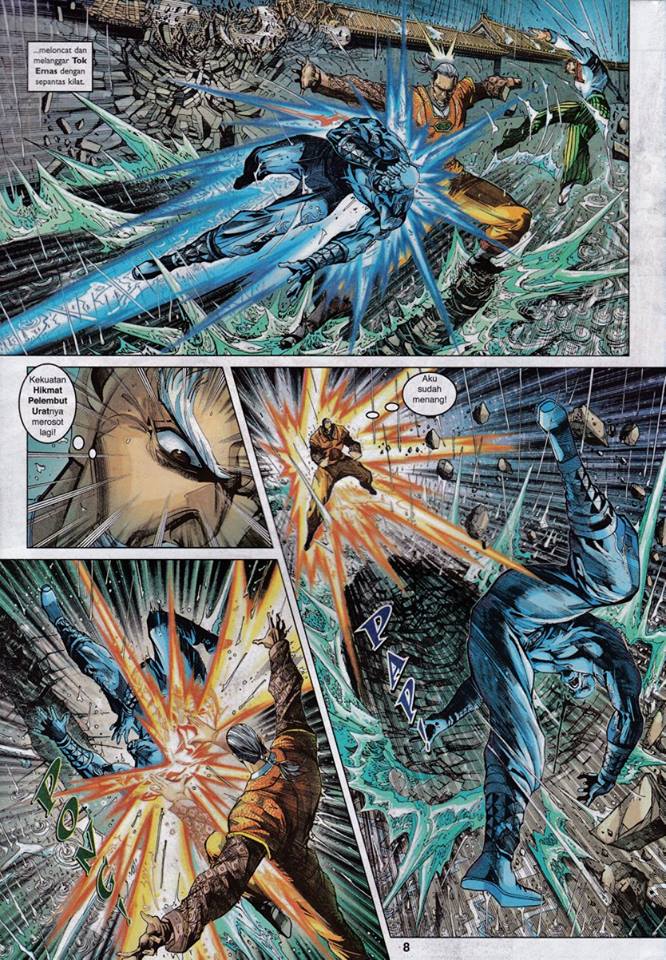 ...meloncat dan
melanggar Tok
Emas dengan
sepantas kilat.
Kekuatan
Hikmat
Pelembut
Uratnya
merosot
lagi!
Aku
sudah
menang!
PAP!
PONG!
8